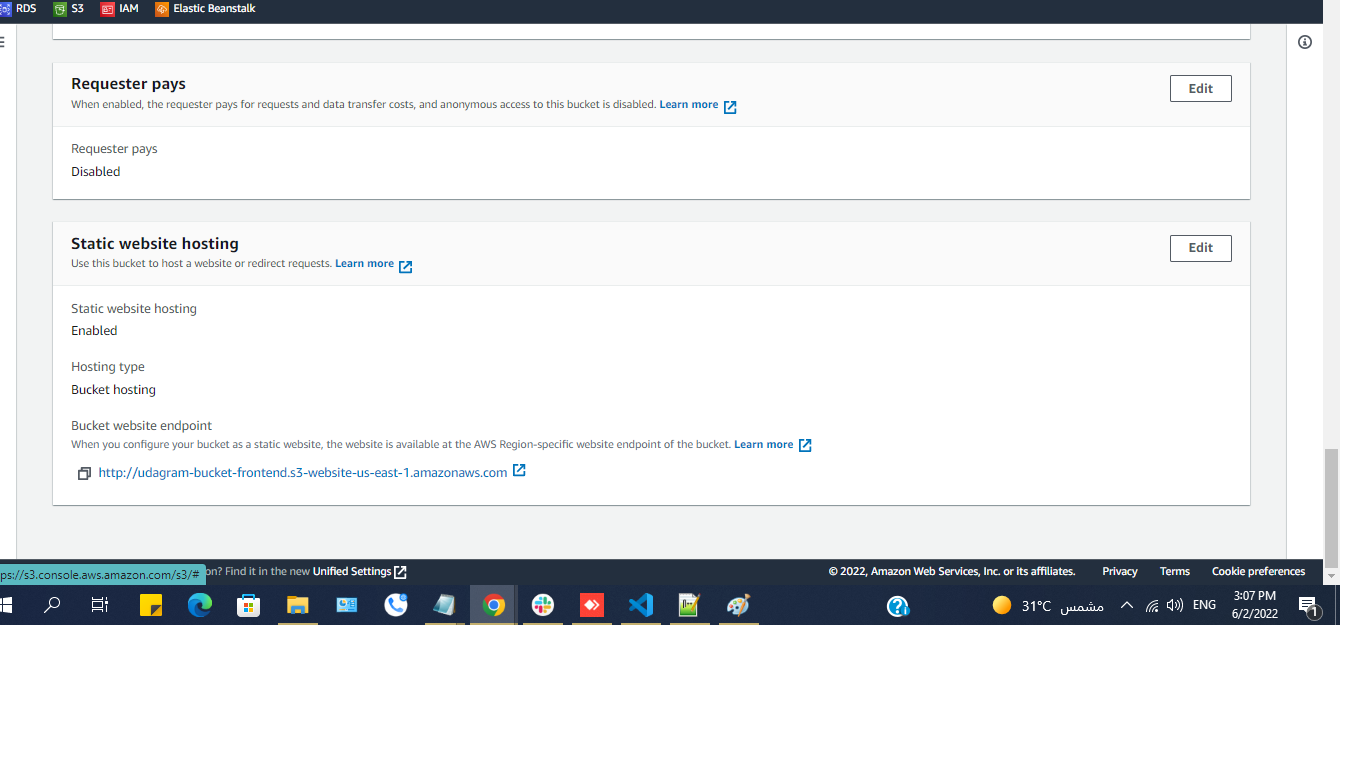 RDS S3 IAM Elastic Beanstalk
Requester pays
Edit
When enabled, the requester pays for requests and data transfer costs, and anonymous access to this bucket is disabled. Learn more
Requester pays
Disabled
Static website hosting
Edit
Use this bucket to host a website or redirect requests. Learn more
Static website hosting
Enabled
Hosting type
Bucket hosting
Bucket website endpoint
When you configure your bucket as a static website, the website is available at the AWS Region-specific website endpoint of the bucket. Learn more
http://udagram-bucket-frontend.s3-website-us-east-1.amazonaws.com
ps://s3.console.aws.amazon.com/s3/# on? Find it in the new Unified Settings © 2022, Amazon Web Services, Inc. or its affiliates. Privacy Terms Cookie preferences
31°C مشمس ENG 3:07 PM
6/2/2022 1